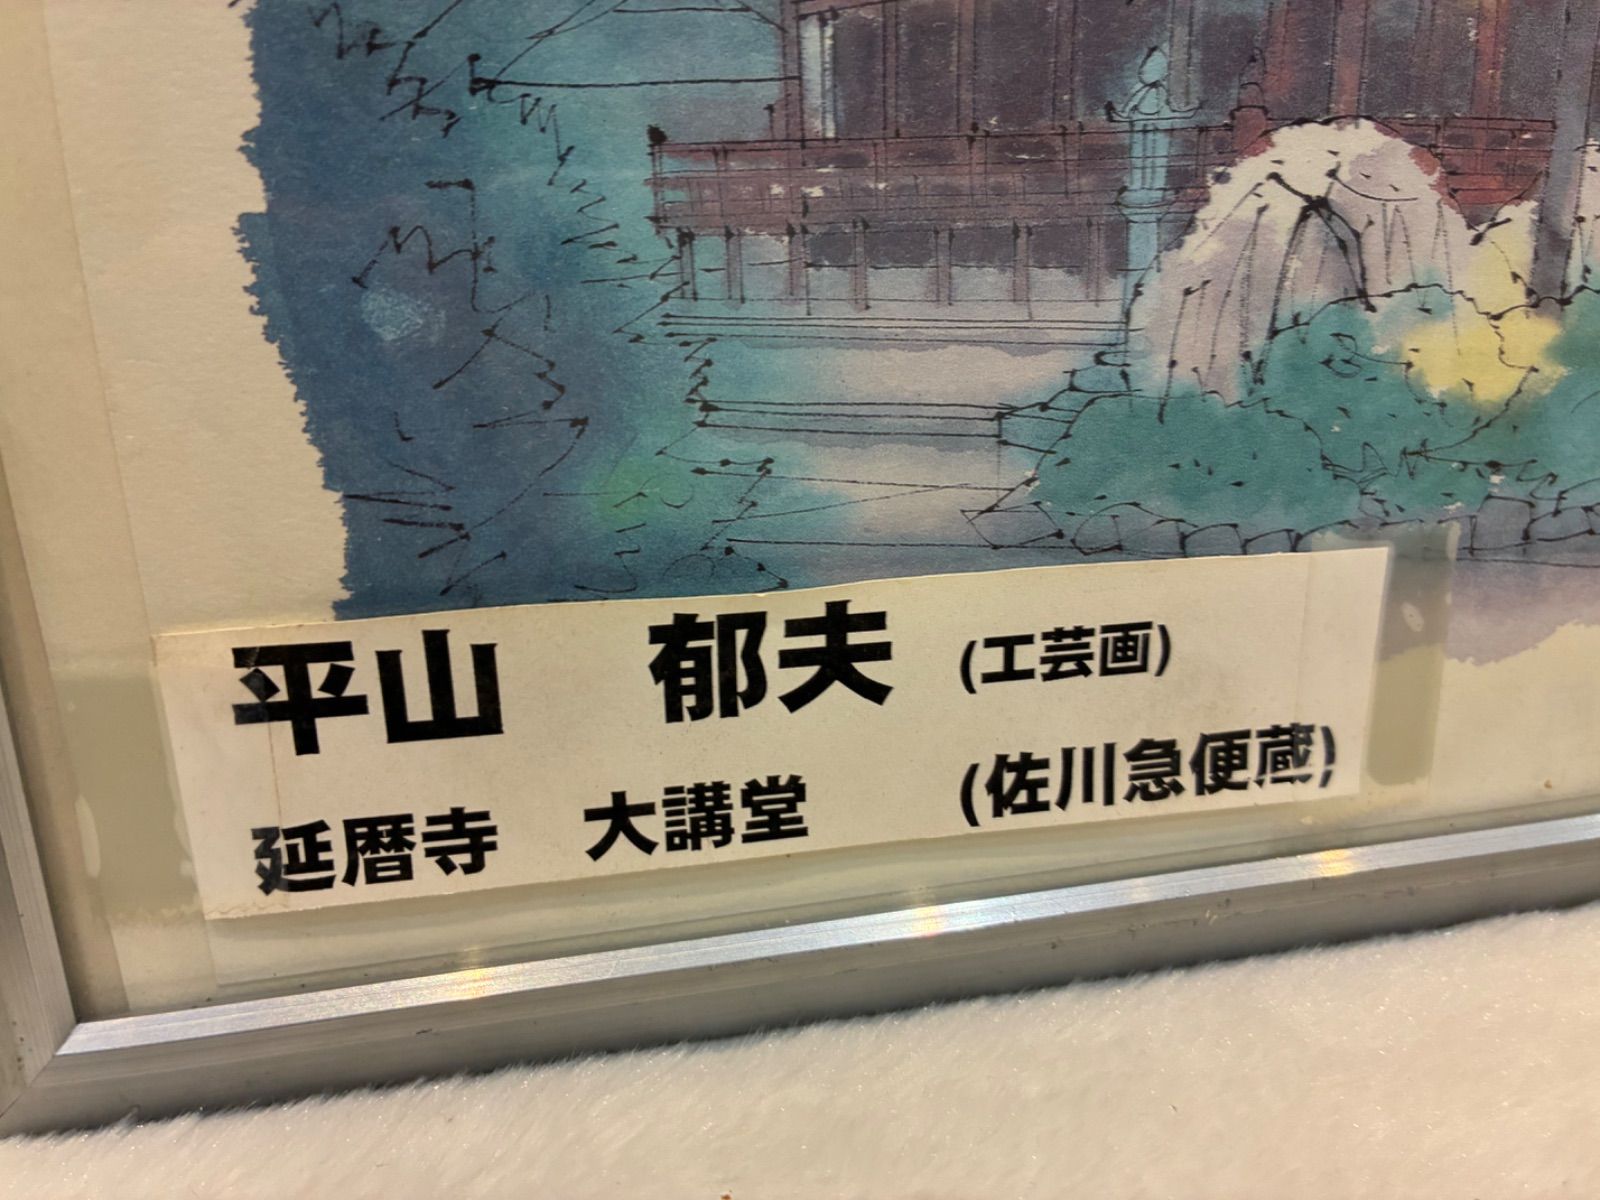 平山　郁夫 (工芸画)
延暦寺　大講堂　(佐川急便蔵)